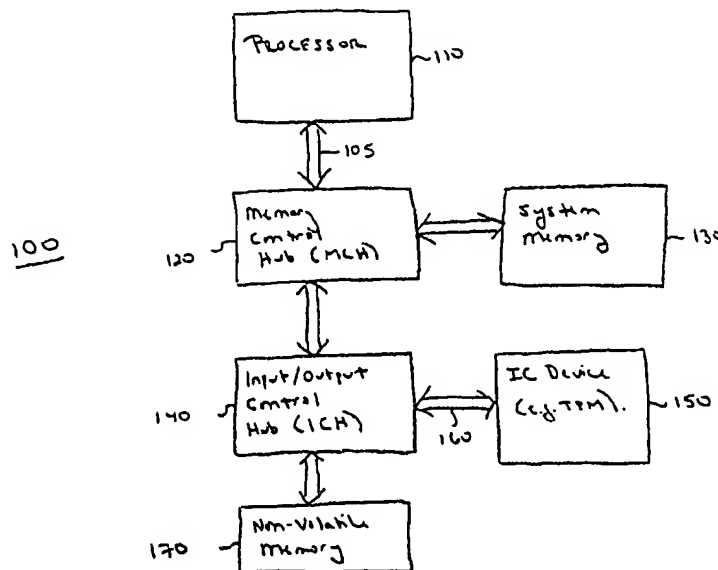 PROCESSOR
110
105
Memory
Control
Hub (MCH)
120
System
Memory
130
100
Input/Output
Control
Hub (ICH)
140
IC Device
(e.g. TPM).
150
160
Non-Volatile
Memory
170